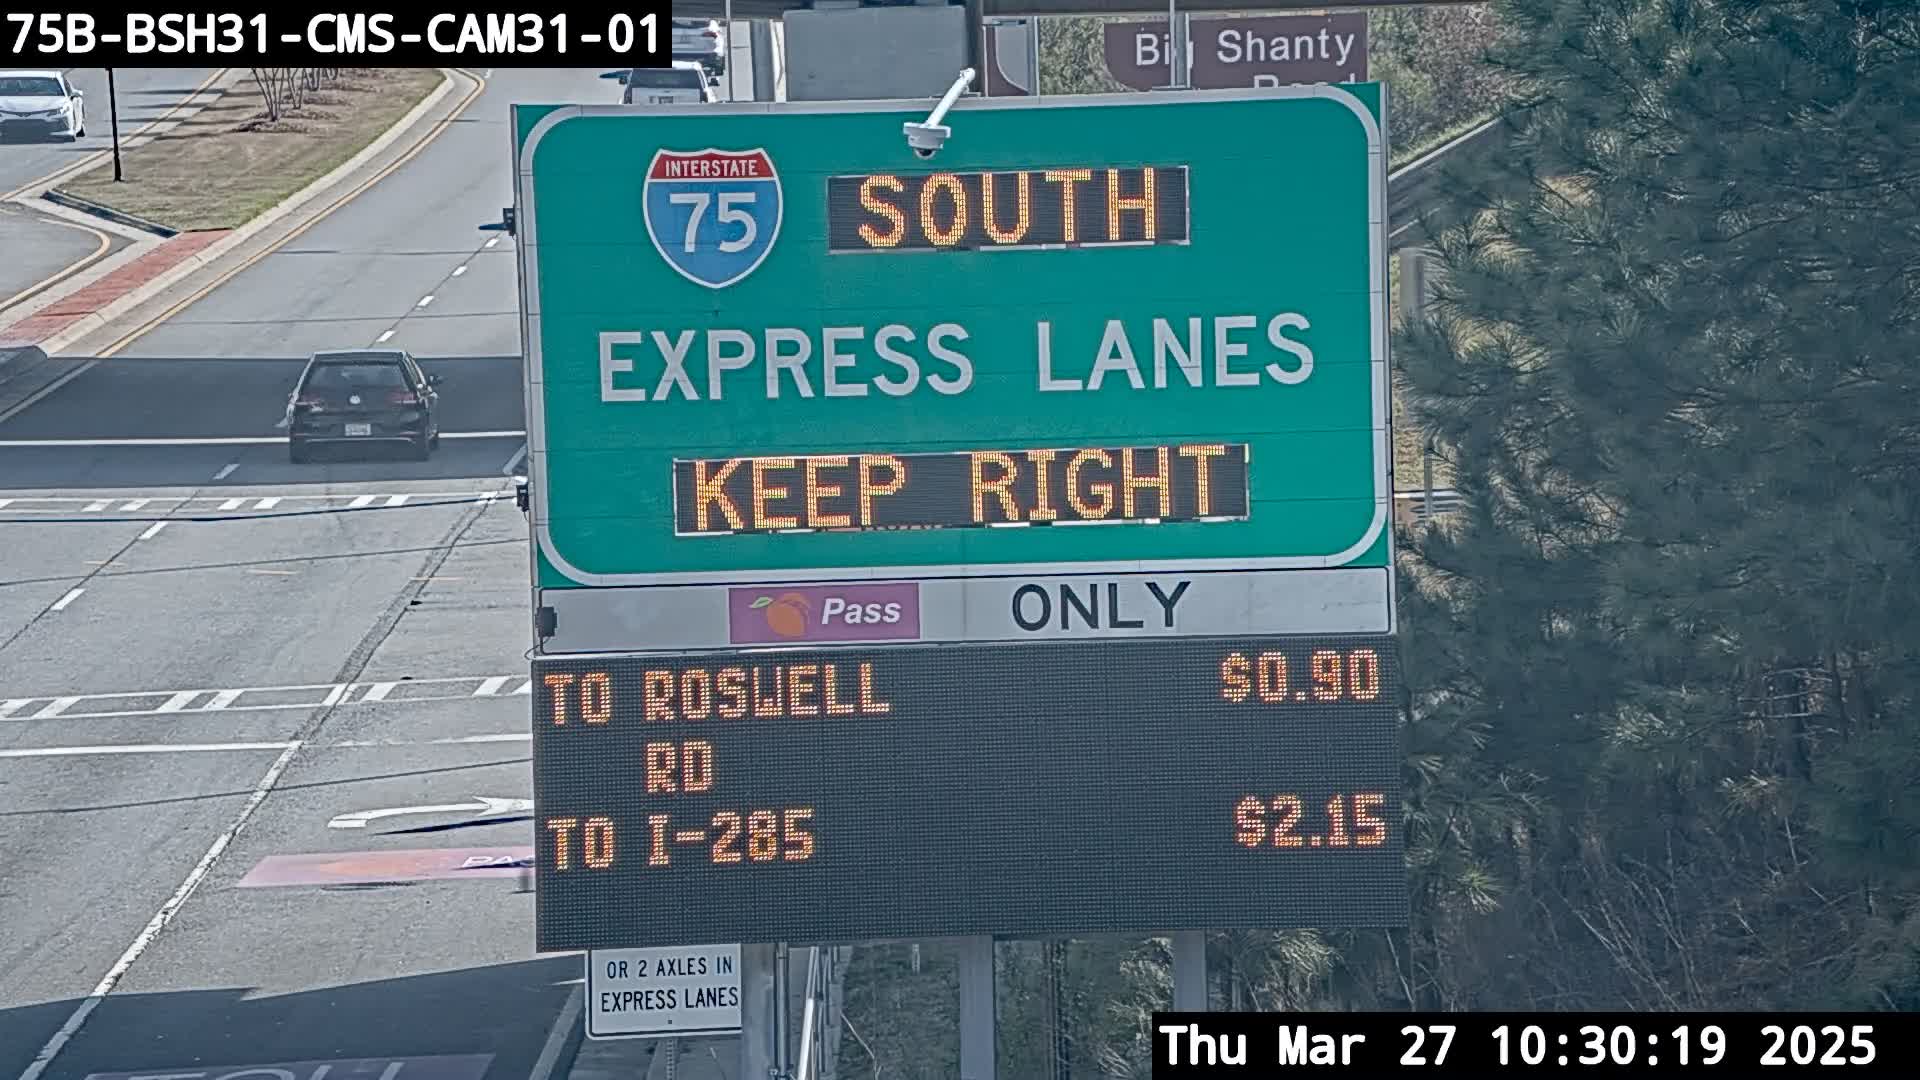 75B-BSH31-CMS-CAM31-01
Big Shanty
Road
INTERSTATE
75
SOUTH
EXPRESS LANES
KEEP RIGHT
Pass ONLY
TO ROSWELL $0.90
RD
TO I-285 $2.15
OR 2 AXLES IN
EXPRESS LANES
Thu Mar 27 10:30:19 2025